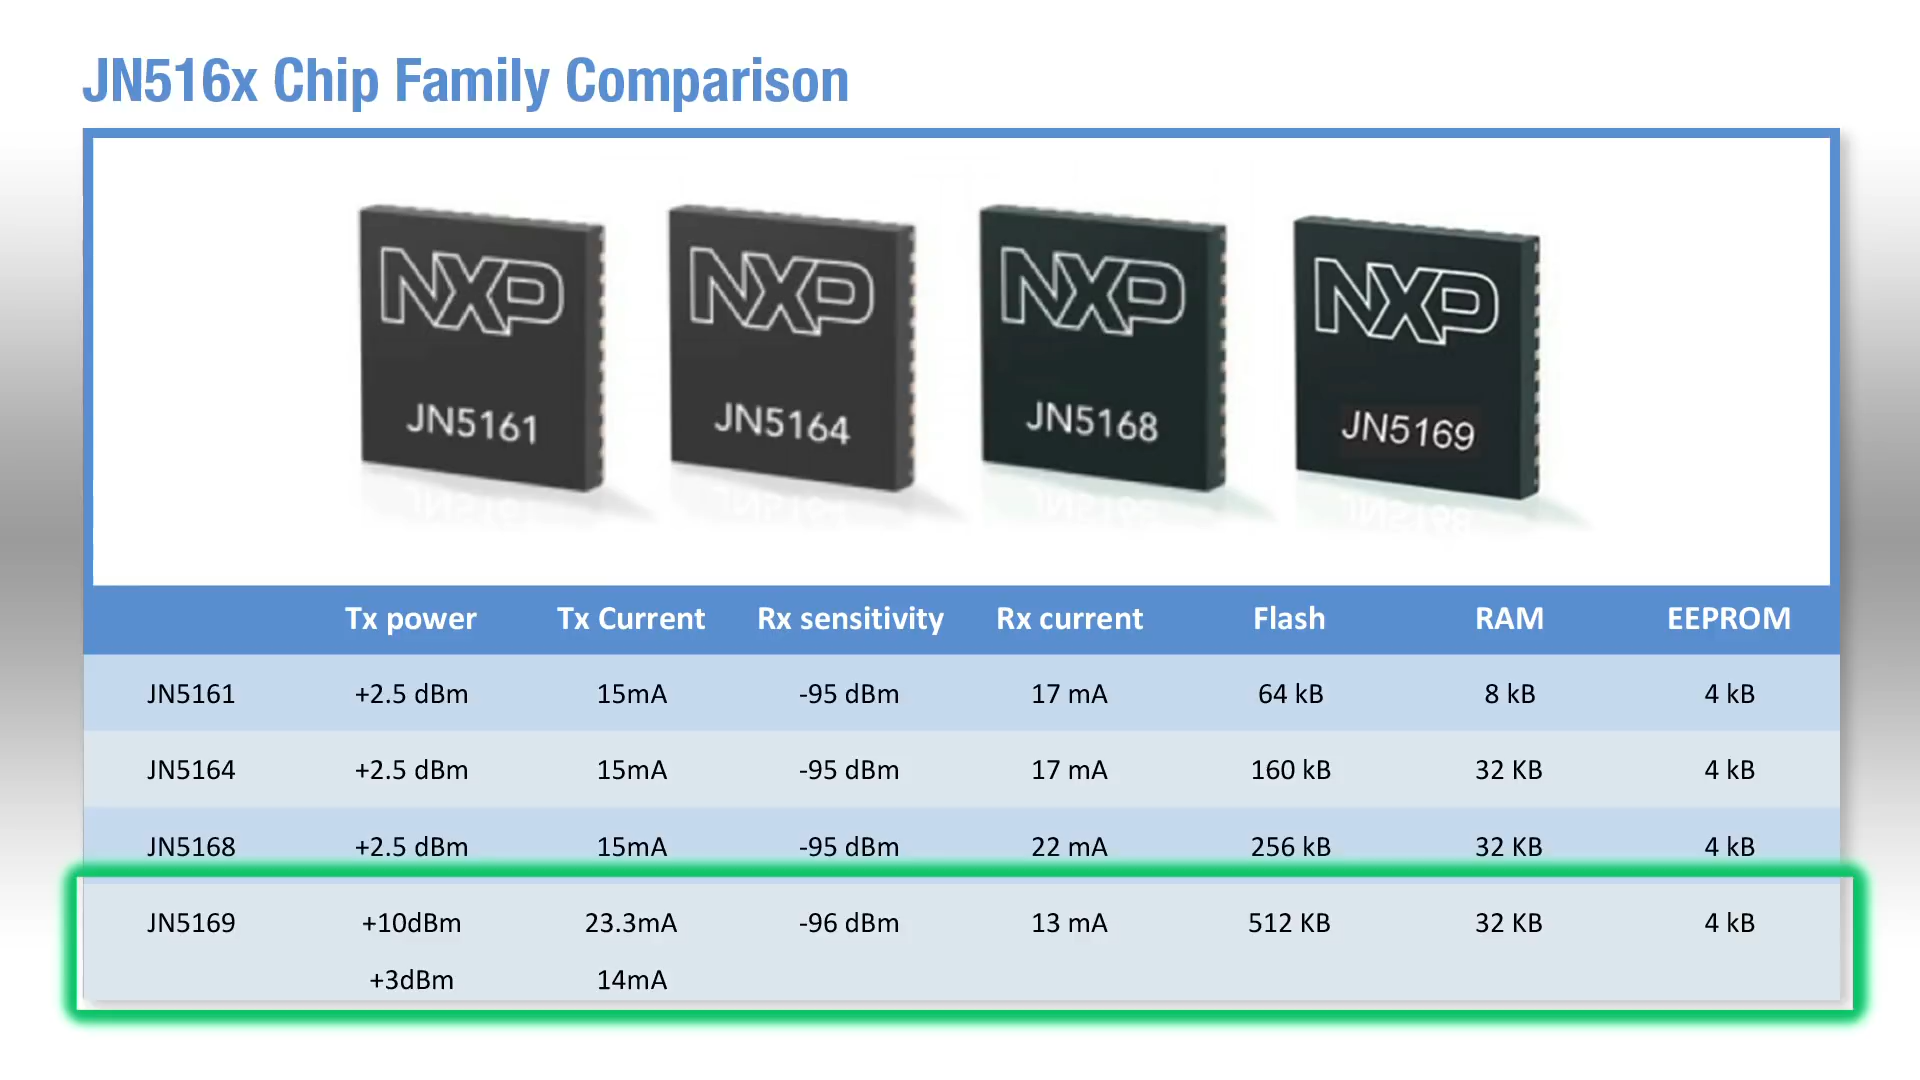 JN516x Chip Family Comparison
NXP NXP NXP NXP
JN5161 JN5164 JN5168 JN5169
Tx power Tx Current Rx sensitivity Rx current Flash RAM EEPROM
JN5161 +2.5 dBm 15mA -95 dBm 17 mA 64 kB 8 kB 4 kB
JN5164 +2.5 dBm 15mA -95 dBm 17 mA 160 kB 32 KB 4 kB
JN5168 +2.5 dBm 15mA -95 dBm 22 mA 256 kB 32 KB 4 kB
JN5169 +10dBm 23.3mA -96 dBm 13 mA 512 KB 32 KB 4 kB
+3dBm 14mA